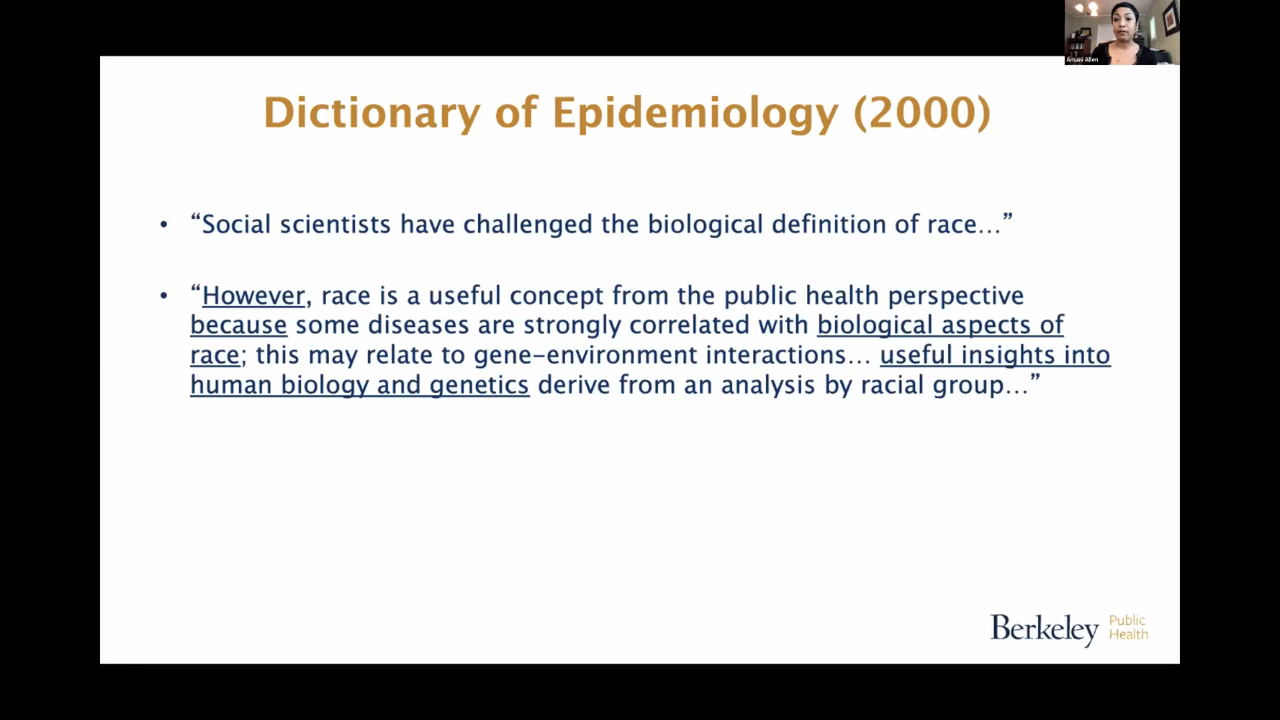 Amani Allen
Dictionary of Epidemiology (2000)
• “Social scientists have challenged the biological definition of race…”
• “However, race is a useful concept from the public health perspective
because some diseases are strongly correlated with biological aspects of
race; this may relate to gene-environment interactions… useful insights into
human biology and genetics derive from an analysis by racial group…”
Berkeley Public
Health